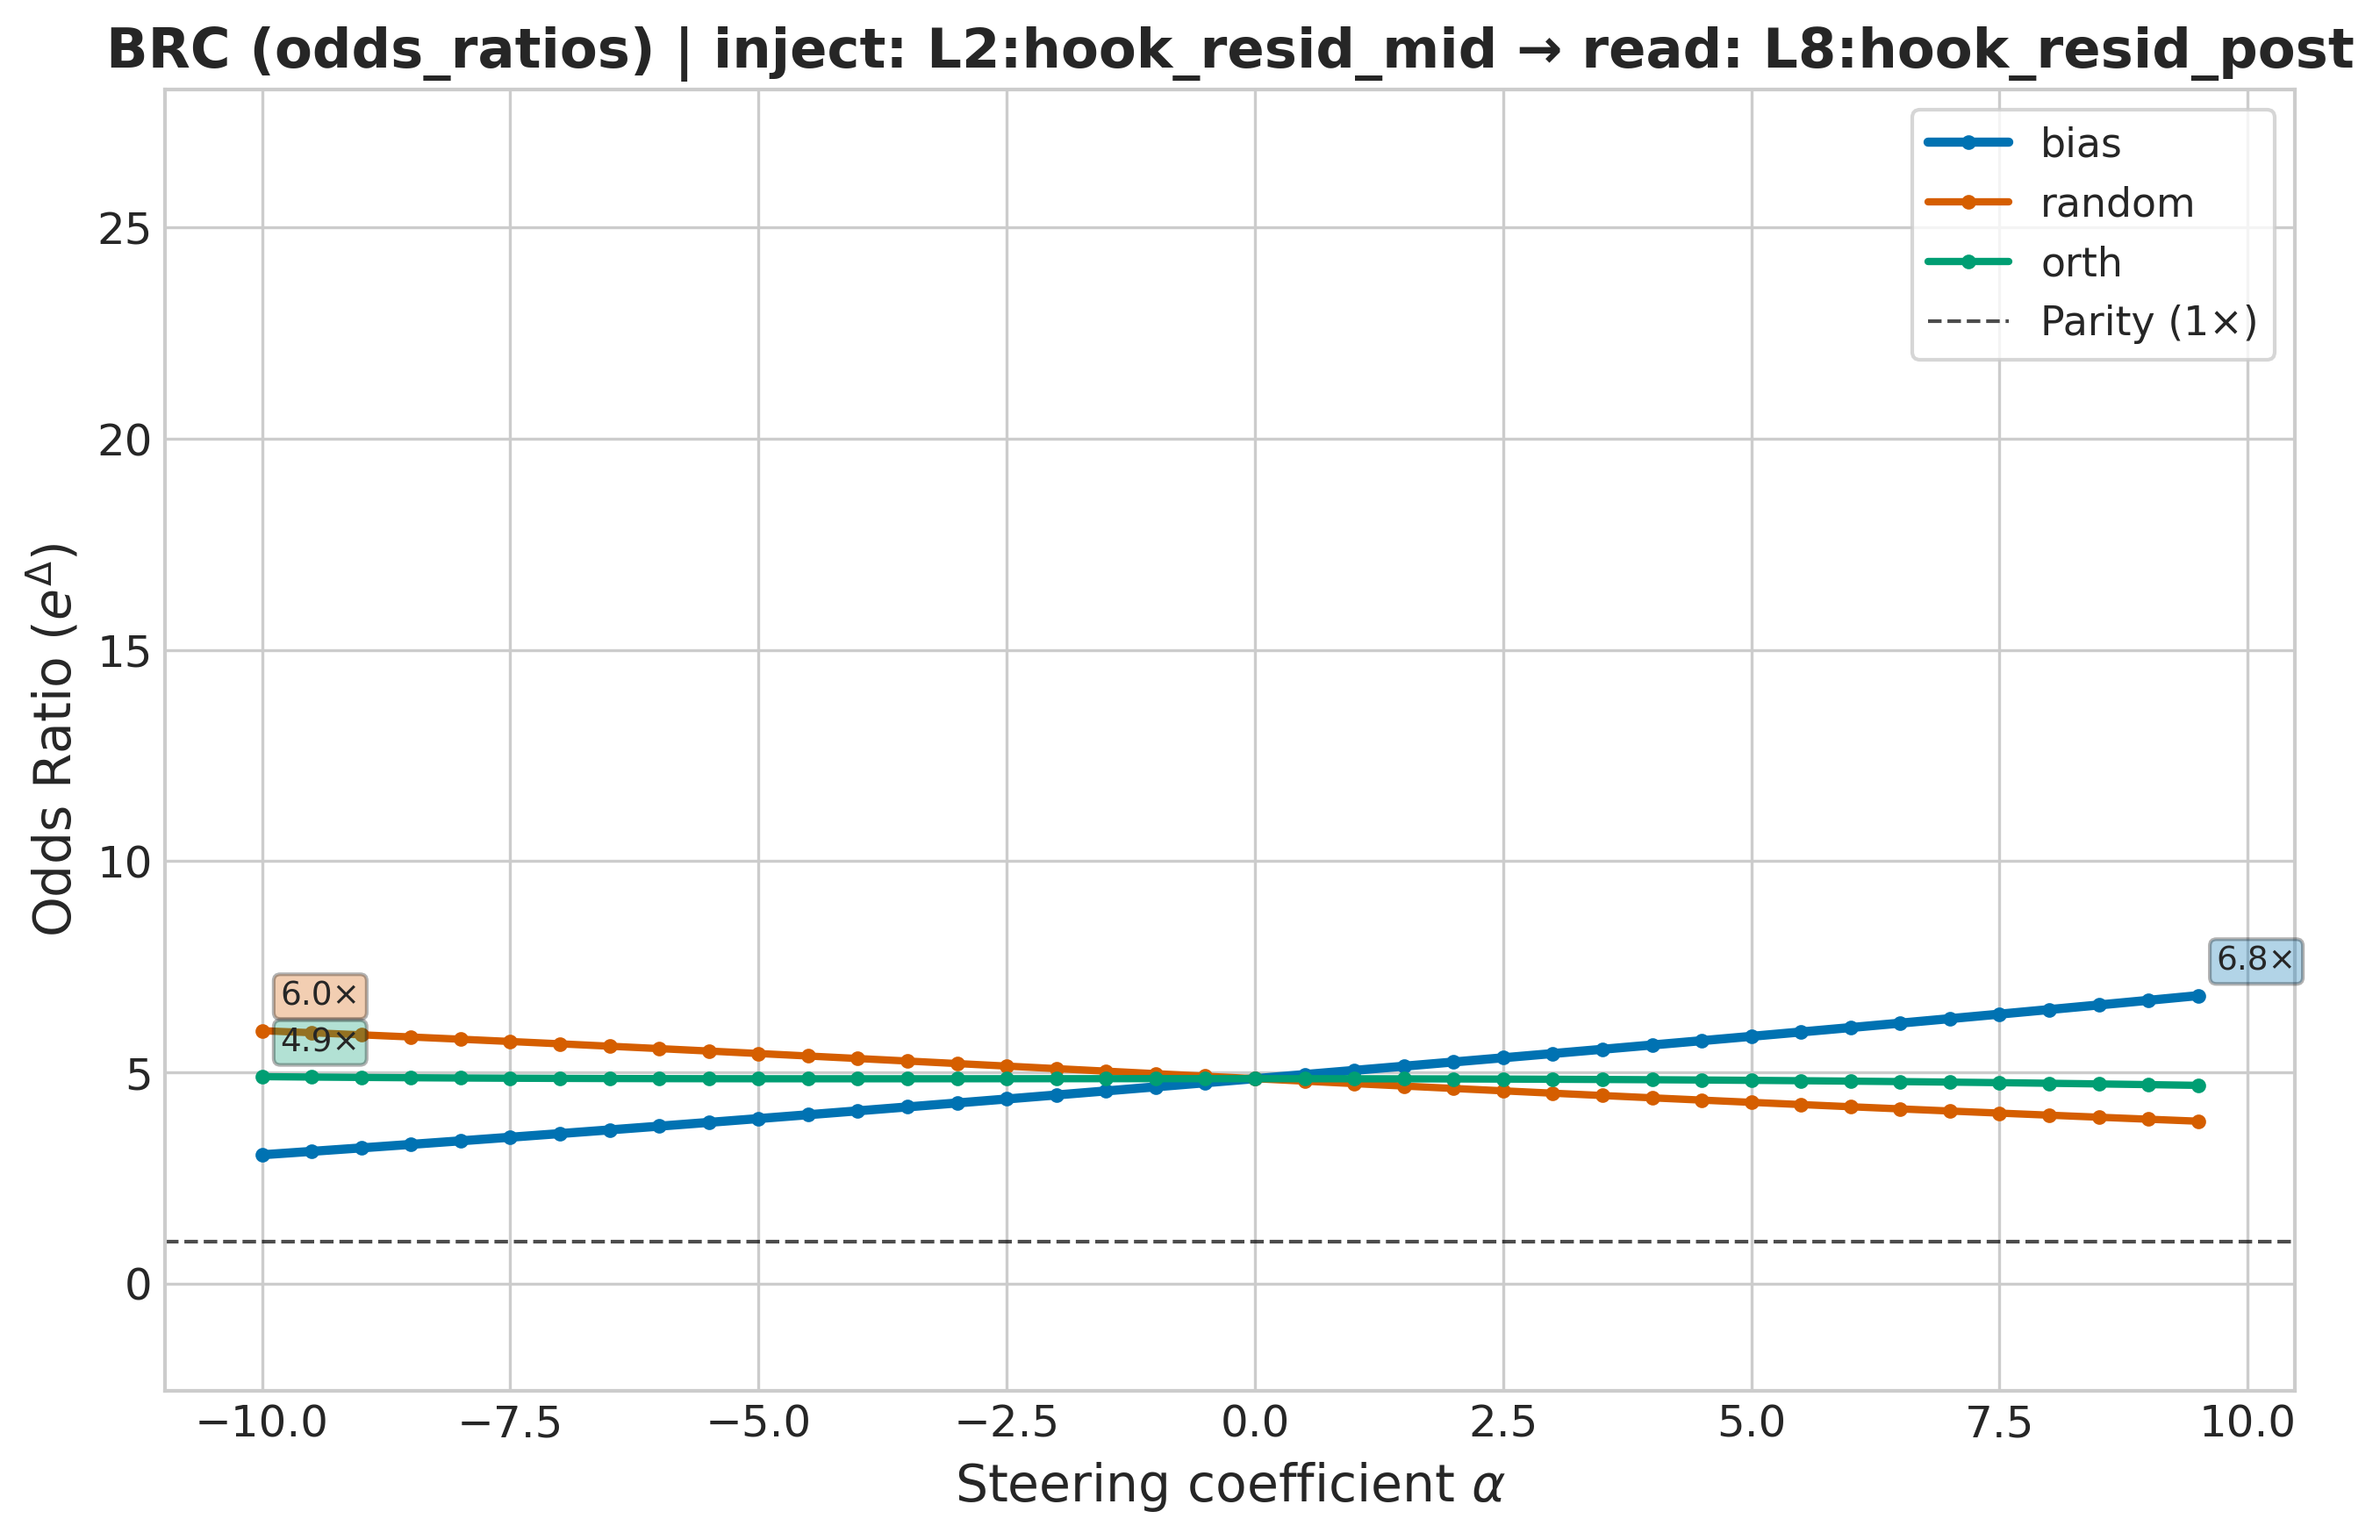 BRC (odds_ratios) | inject: L2:hook_resid_mid → read: L8:hook_resid_post
bias
random
orth
Parity (1×)
Odds Ratio (e^Δ)
25
20
15
10
5
0
6.0×
4.9×
6.8×
−10.0 −7.5 −5.0 −2.5 0.0 2.5 5.0 7.5 10.0
Steering coefficient α